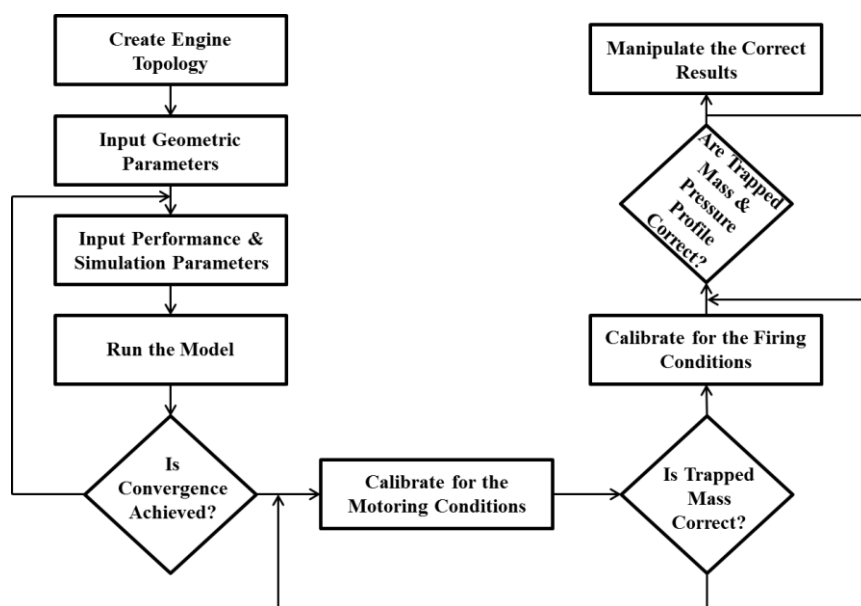 Create Engine
Topology
Input Geometric
Parameters
Input Performance &
Simulation Parameters
Run the Model
Is
Convergence
Achieved?
Calibrate for the
Motoring Conditions
Is Trapped
Mass
Correct?
Calibrate for the Firing
Conditions
Are Trapped
Mass &
Pressure
Profile
Correct?
Manipulate the Correct
Results